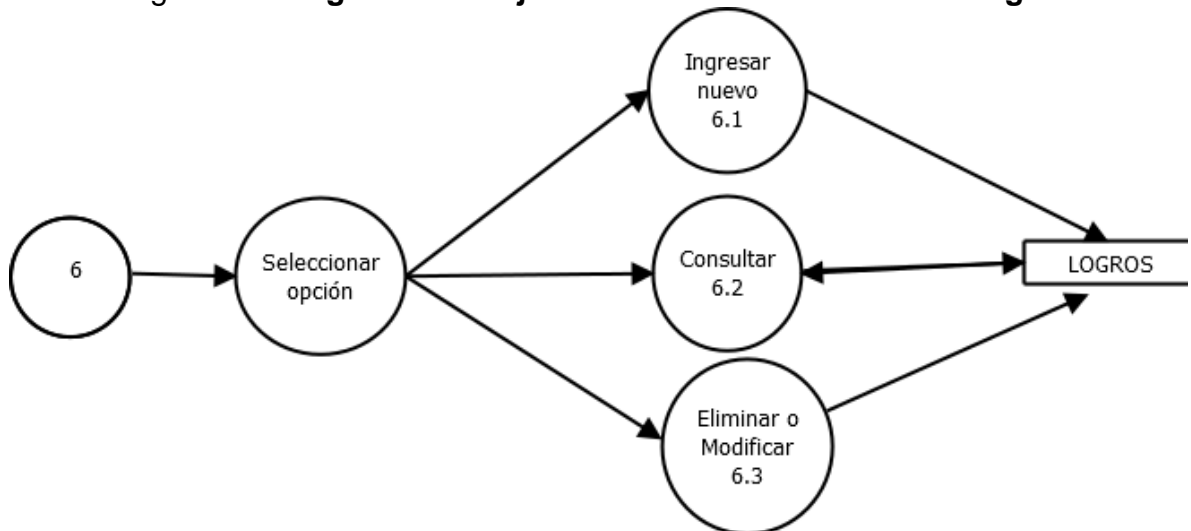 6
Seleccionar
opción
Ingresar
nuevo
6.1
Consultar
6.2
Eliminar o
Modificar
6.3
LOGROS